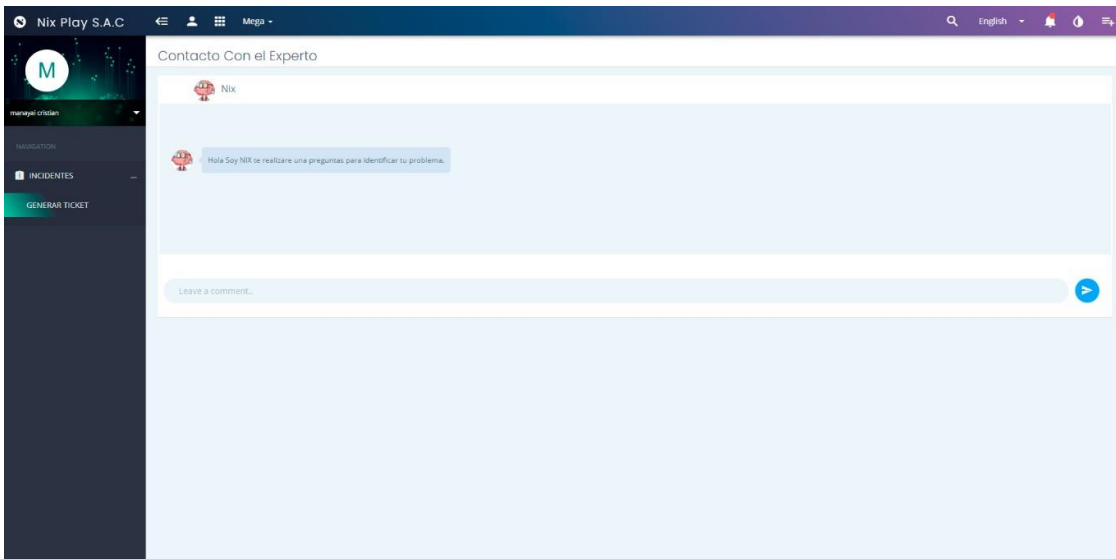 Nix Play S.A.C
Mega
English
M
manayai cristian
NAVIGATION
INCIDENTES
GENERAR TICKET
Contacto Con el Experto
Nix
Hola Soy NIX te realizare una preguntas para identificar tu problema.
Leave a comment..